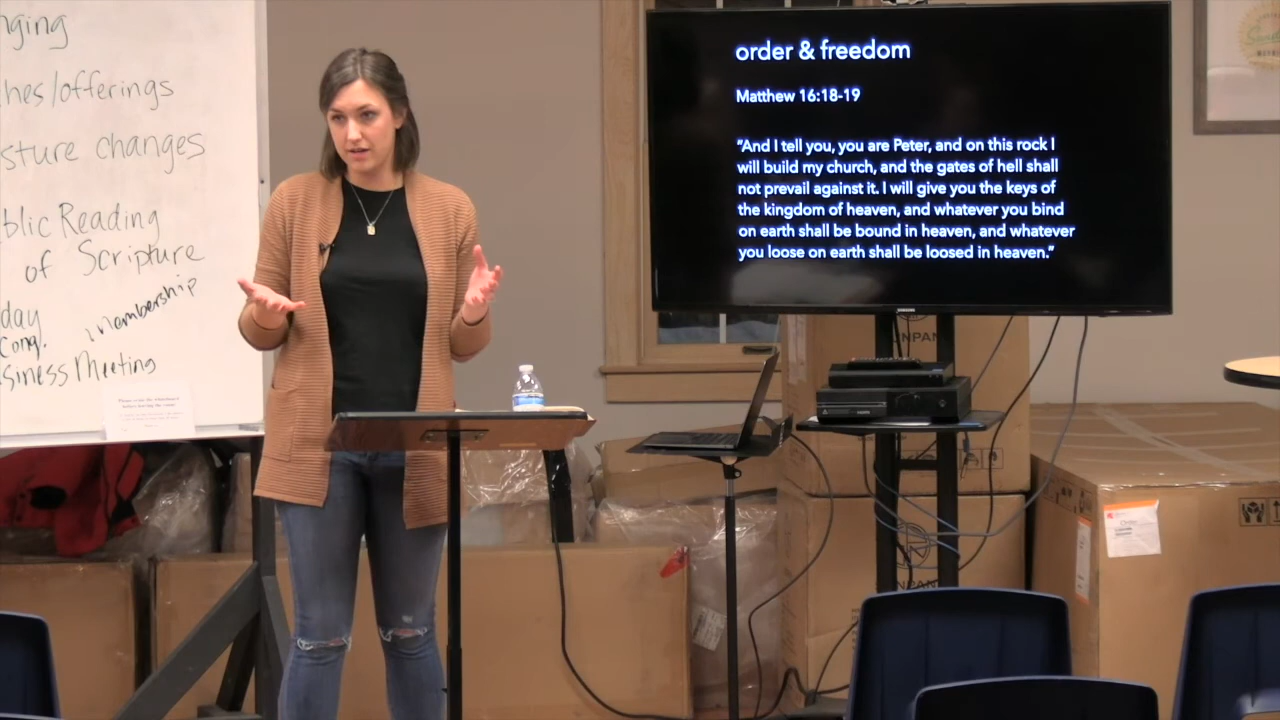 nging
hes/offerings
sture changes
blic Reading
of Scripture
day
Membership
Cong.
siness Meeting
order & freedom
Matthew 16:18-19
“And I tell you, you are Peter, and on this rock I
will build my church, and the gates of hell shall
not prevail against it. I will give you the keys of
the kingdom of heaven, and whatever you bind
on earth shall be bound in heaven, and whatever
you loose on earth shall be loosed in heaven.”
SAMSUNG
UNPAN
UNPAN